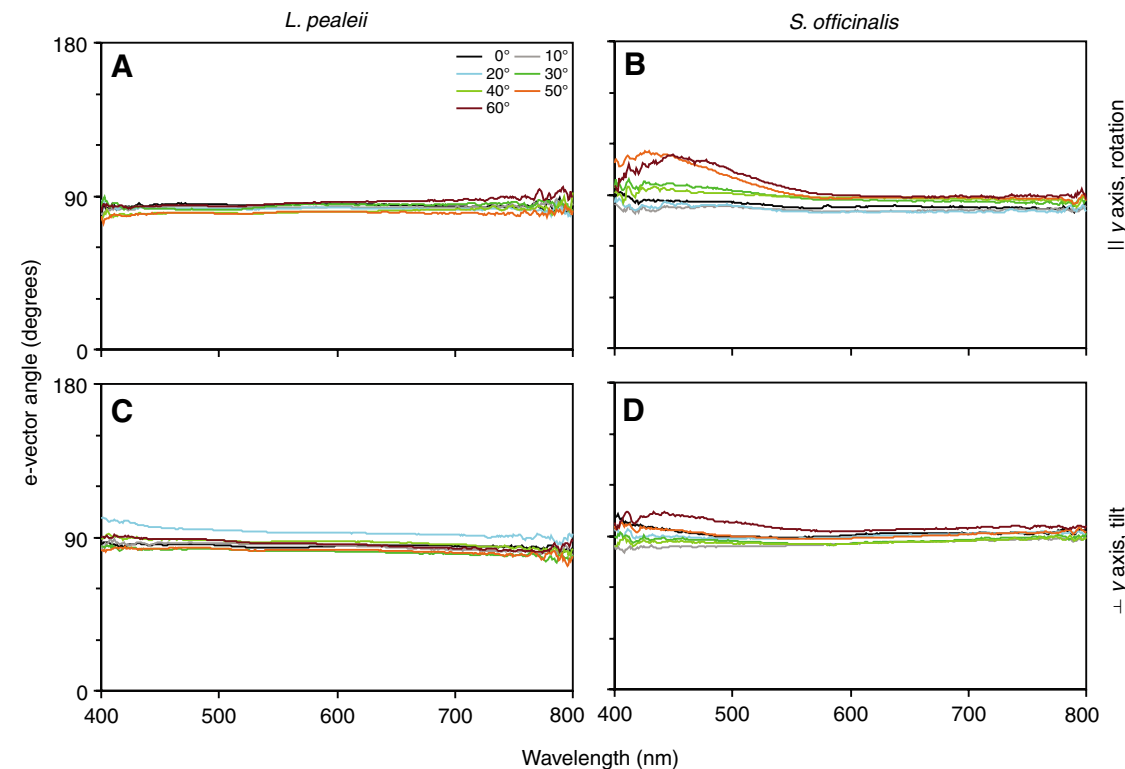 L. pealeii
S. officinalis
180
A
0° 10°
20° 30°
40° 50°
60°
B
90
0
|| v axis, rotation
e-vector angle (degrees)
180
C
D
90
0
⊥ v axis, tilt
400 500 600 700 800
400 500 600 700 800
Wavelength (nm)